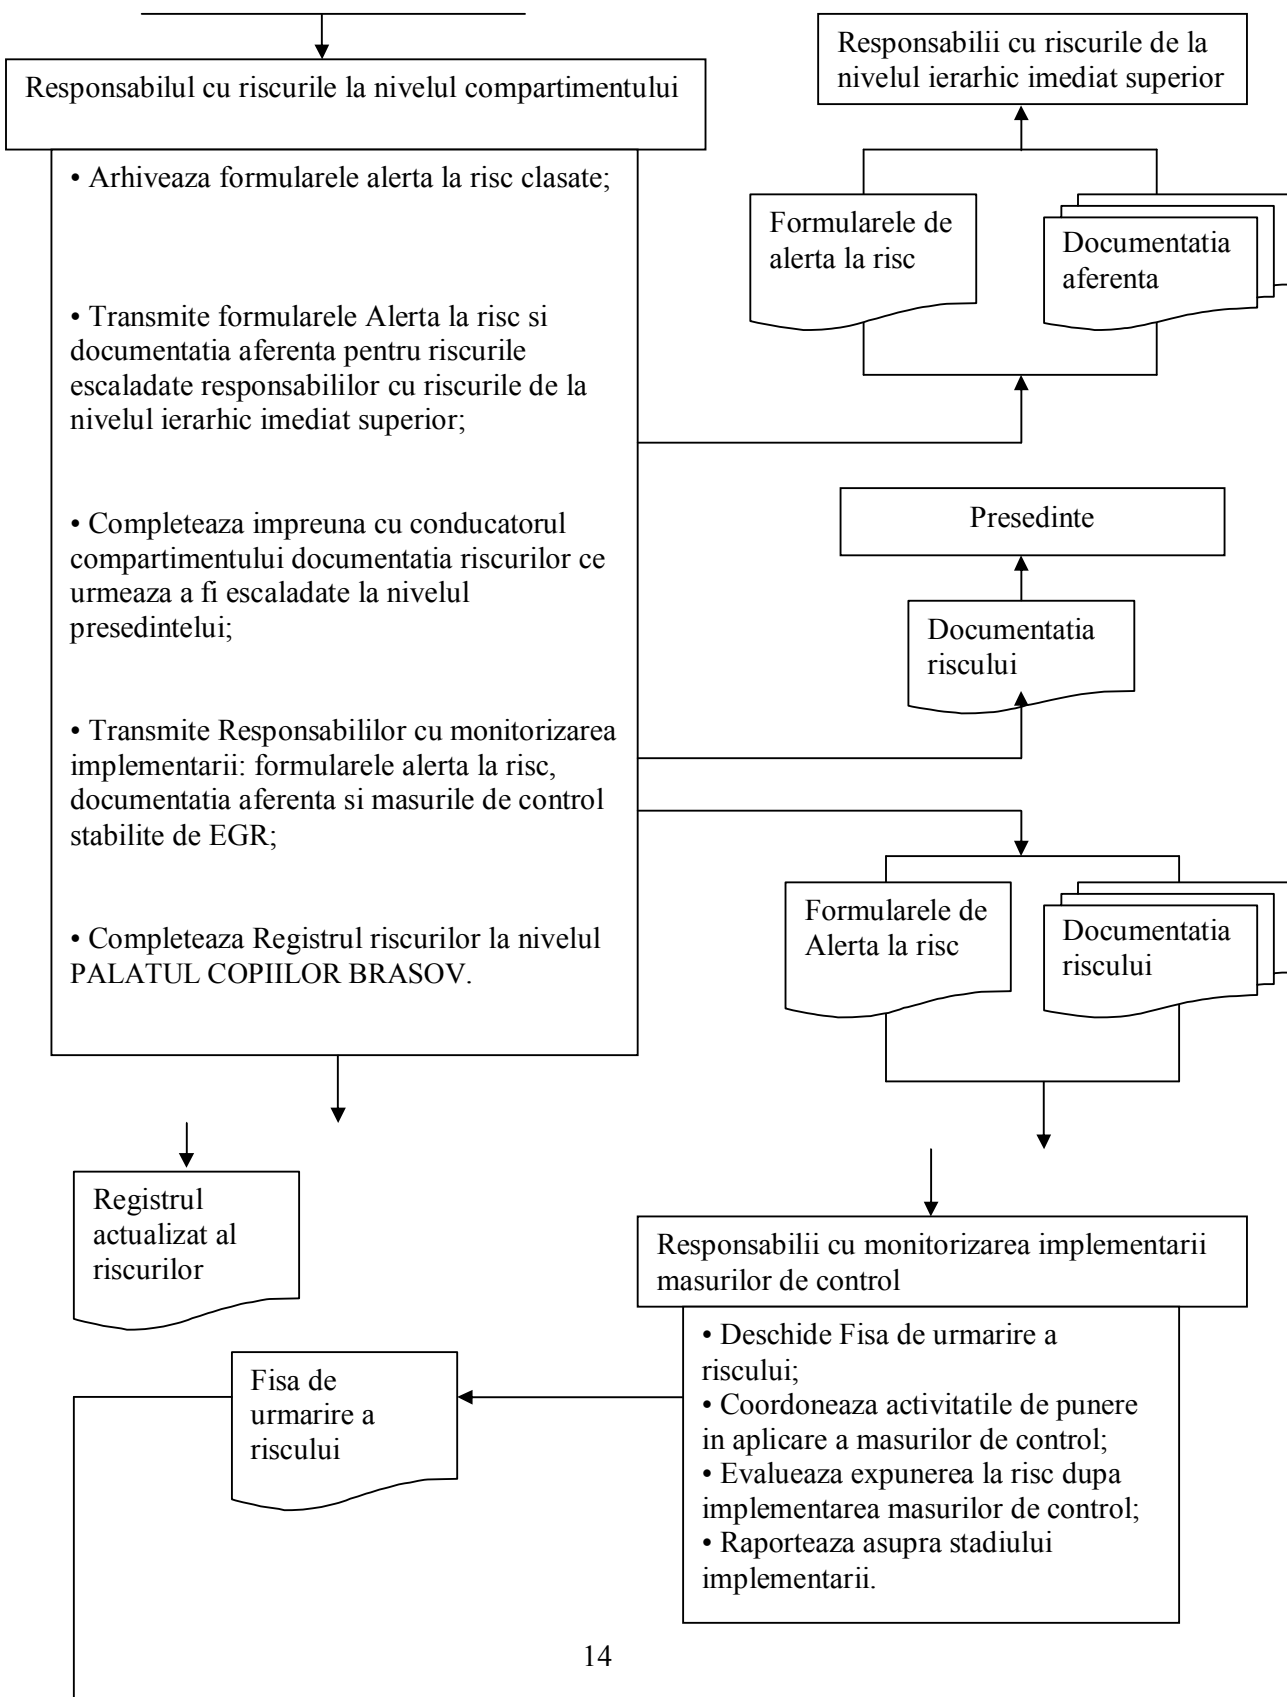 Responsabilul cu riscurile la nivelul compartimentului
• Arhiveaza formularele alerta la risc clasate;
• Transmite formularele Alerta la risc si
documentatia aferenta pentru riscurile
escaladate responsabililor cu riscurile de la
nivelul ierarhic imediat superior;
• Completeaza impreuna cu conducatorul
compartimentului documentatia riscurilor ce
urmeaza a fi escaladate la nivelul
presedintelui;
• Transmite Responsabililor cu monitorizarea
implementarii: formularele alerta la risc,
documentatia aferenta si masurile de control
stabilite de EGR;
• Completeaza Registrul riscurilor la nivelul
PALATUL COPIILOR BRASOV.
Responsabilii cu riscurile de la
nivelul ierarhic imediat superior
Formularele de
alerta la risc
Documentatia
aferenta
Presedinte
Documentatia
riscului
Formularele de
Alerta la risc
Documentatia
riscului
Registrul
actualizat al
riscurilor
Responsabilii cu monitorizarea implementarii
masurilor de control
• Deschide Fisa de urmarire a
riscului;
• Coordoneaza activitatile de punere
in aplicare a masurilor de control;
• Evalueaza expunerea la risc dupa
implementarea masurilor de control;
• Raporteaza asupra stadiului
implementarii.
Fisa de
urmarire a
riscului
14